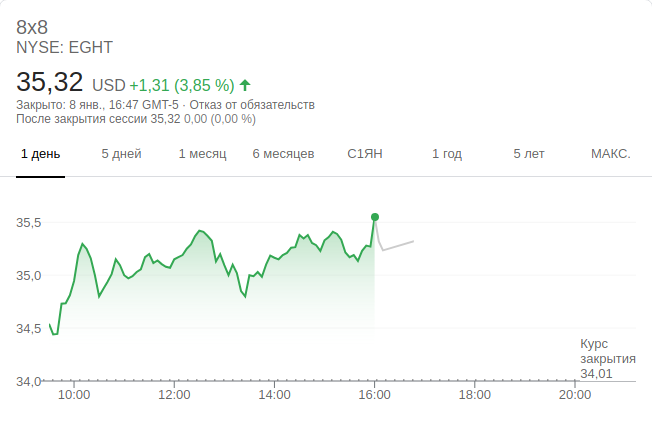 8x8
NYSE: EGHT
35,32 USD +1,31 (3,85 %)
Закрыто: 8 янв., 16:47 GMT-5 · Отказ от обязательств
После закрытия сессии 35,32 0,00 (0,00 %)
1 день 5 дней 1 месяц 6 месяцев С1ЯН 1 год 5 лет МАКС.
35,5
35,0
34,5
Курс
закрытия
34,01
34,0
10:00 12:00 14:00 16:00 18:00 20:00